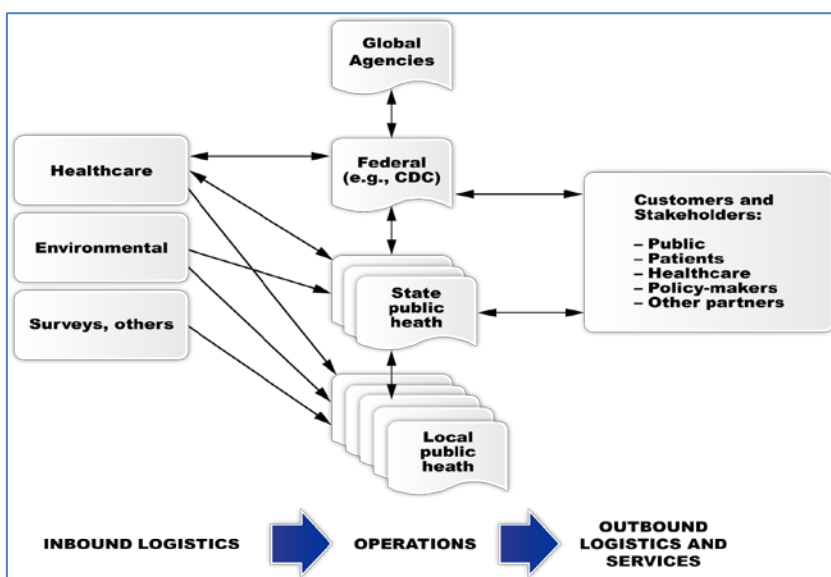 Global
Agencies
Healthcare
Federal
(e.g., CDC)
Environmental
Customers and
Stakeholders:
– Public
– Patients
– Healthcare
– Policy-makers
– Other partners
Surveys, others
State
public
heath
Local
public
heath
INBOUND LOGISTICS
OPERATIONS
OUTBOUND
LOGISTICS AND
SERVICES